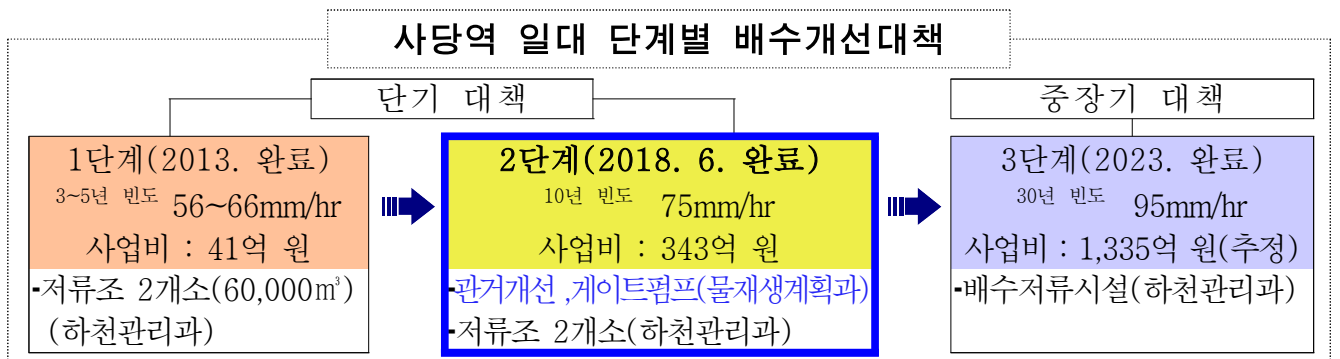 사당역 일대 단계별 배수개선대책
단기 대책
중장기 대책
1단계(2013. 완료)
3~5년 빈도 56~66mm/hr
사업비 : 41억 원
-저류조 2개소(60,000㎥)
(하천관리과)
2단계(2018. 6. 완료)
10년 빈도 75mm/hr
사업비 : 343억 원
-관거개선 ,게이트펌프(물재생계획과)
-저류조 2개소(하천관리과)
3단계(2023. 완료)
30년 빈도 95mm/hr
사업비 : 1,335억 원(추정)
-배수저류시설(하천관리과)